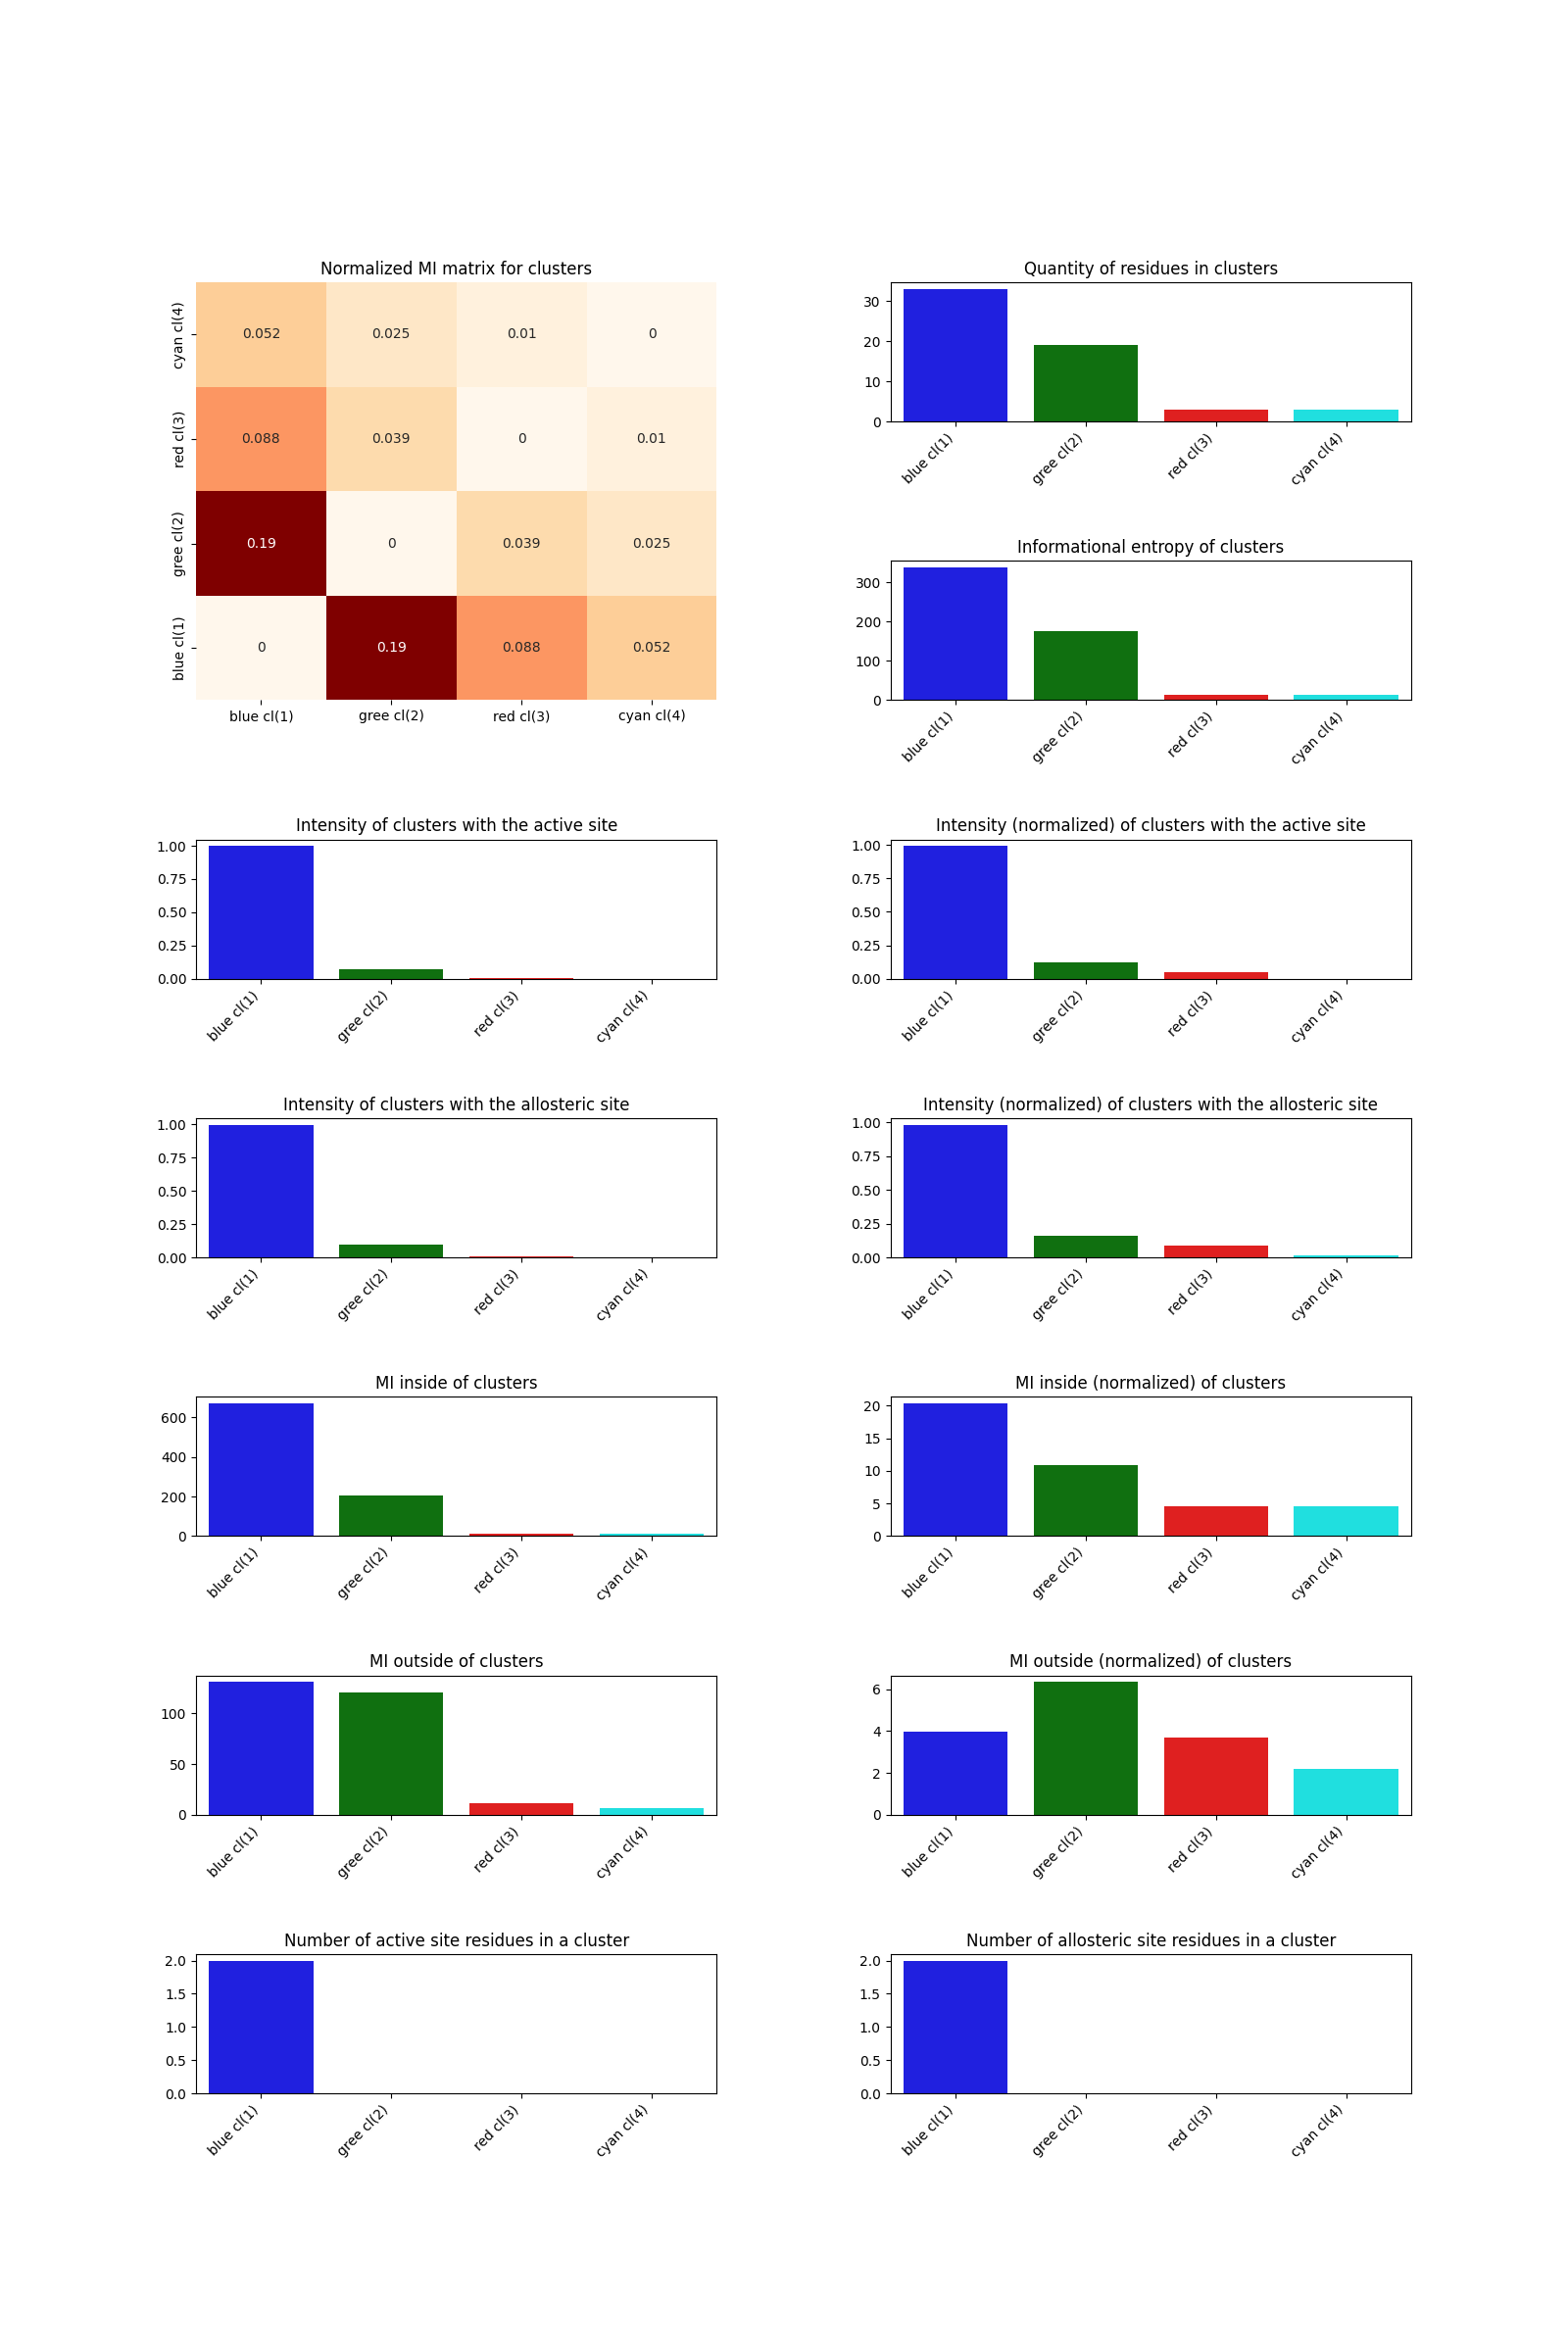 Normalized MI matrix for clusters
cyan cl(4)
0.052 0.025 0.01 0
red cl(3)
0.088 0.039 0 0.01
gree cl(2)
0.19 0 0.039 0.025
blue cl(1)
0 0.19 0.088 0.052
blue cl(1) gree cl(2) red cl(3) cyan cl(4)
Quantity of residues in clusters
30
20
10
0
blue cl(1) gree cl(2) red cl(3) cyan cl(4)
Informational entropy of clusters
300
200
100
0
blue cl(1) gree cl(2) red cl(3) cyan cl(4)
Intensity of clusters with the active site
1.00
0.75
0.50
0.25
0.00
blue cl(1) gree cl(2) red cl(3) cyan cl(4)
Intensity (normalized) of clusters with the active site
1.00
0.75
0.50
0.25
0.00
blue cl(1) gree cl(2) red cl(3) cyan cl(4)
Intensity of clusters with the allosteric site
1.00
0.75
0.50
0.25
0.00
blue cl(1) gree cl(2) red cl(3) cyan cl(4)
Intensity (normalized) of clusters with the allosteric site
1.00
0.75
0.50
0.25
0.00
blue cl(1) gree cl(2) red cl(3) cyan cl(4)
MI inside of clusters
600
400
200
0
blue cl(1) gree cl(2) red cl(3) cyan cl(4)
MI inside (normalized) of clusters
20
15
10
5
0
blue cl(1) gree cl(2) red cl(3) cyan cl(4)
MI outside of clusters
100
50
0
blue cl(1) gree cl(2) red cl(3) cyan cl(4)
MI outside (normalized) of clusters
6
4
2
0
blue cl(1) gree cl(2) red cl(3) cyan cl(4)
Number of active site residues in a cluster
2.0
1.5
1.0
0.5
0.0
blue cl(1) gree cl(2) red cl(3) cyan cl(4)
Number of allosteric site residues in a cluster
2.0
1.5
1.0
0.5
0.0
blue cl(1) gree cl(2) red cl(3) cyan cl(4)